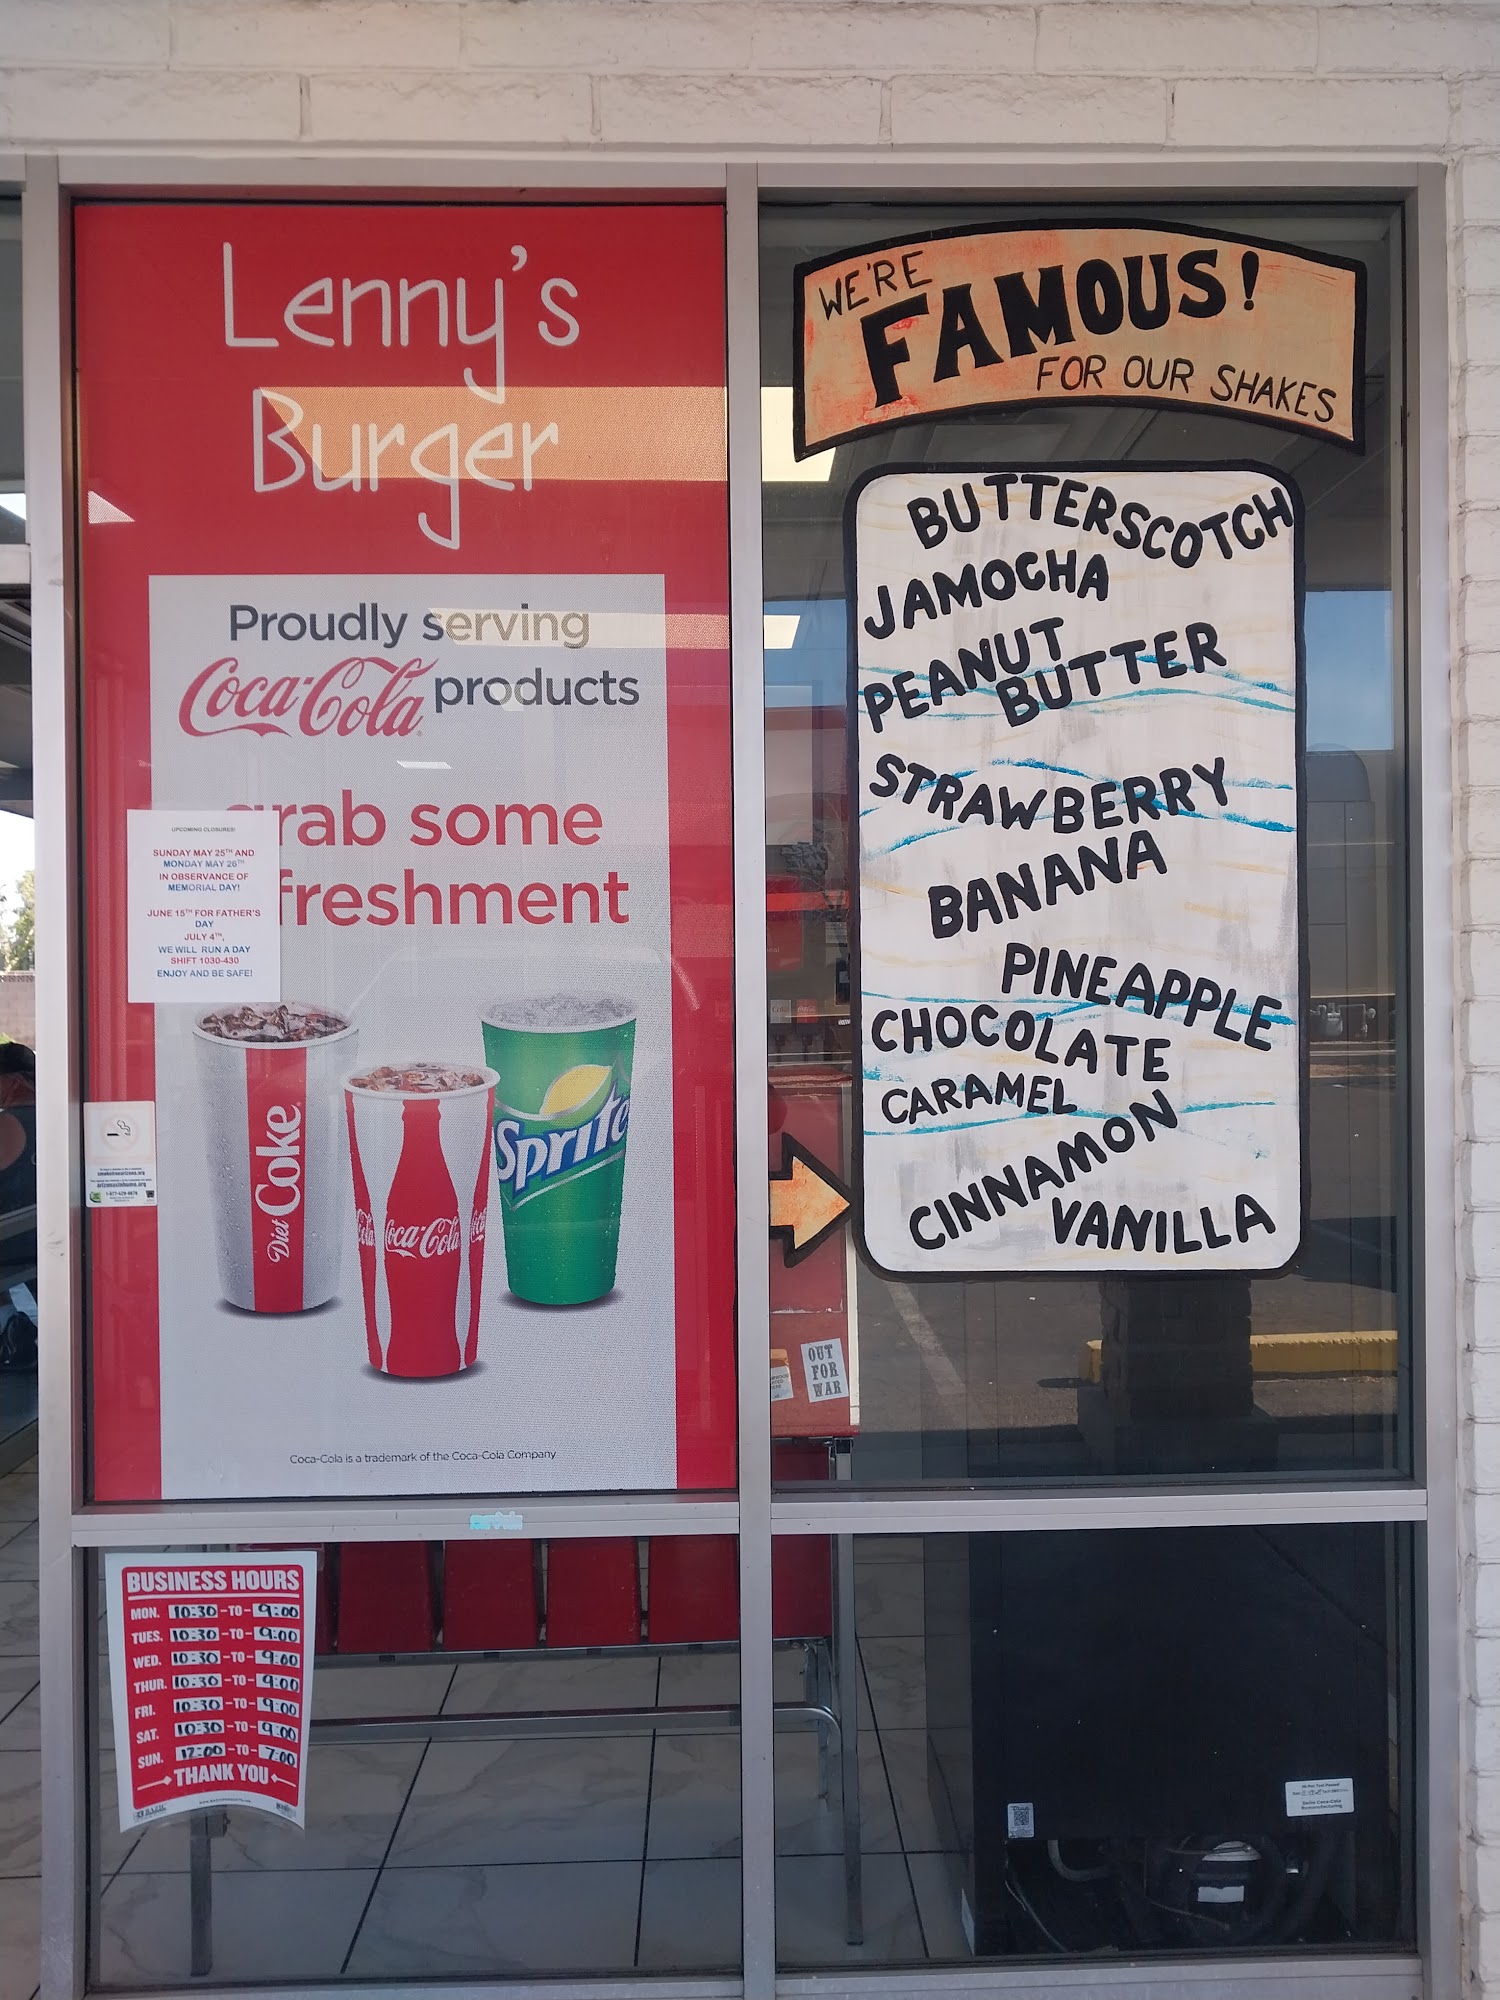 Lenny's
Burger
Proudly serving
Coca-Cola products
grab some
freshment
UPCOMING CLOSURES!
SUNDAY MAY 25TH AND
MONDAY MAY 26TH
IN OBSERVANCE OF
MEMORIAL DAY!
JUNE 15TH FOR FATHER'S
DAY
JULY 4TH,
WE WILL RUN A DAY
SHIFT 1030-430
ENJOY AND BE SAFE!
Diet Coke
Coca-Cola
Sprite
smokefreearizona.org
Coca-Cola is a trademark of the Coca-Cola Company
BUSINESS HOURS
MON. 10:30 -TO- 9:00
TUES. 10:30 -TO- 9:00
WED. 10:30 -TO- 9:00
THUR. 10:30 -TO- 9:00
FRI. 10:30 -TO- 9:00
SAT. 10:30 -TO- 9:00
SUN. 12:00 -TO- 7:00
THANK YOU
WE'RE
FAMOUS!
FOR OUR SHAKES
BUTTERSCOTCH
JAMOCHA
PEANUT
BUTTER
STRAWBERRY
BANANA
PINEAPPLE
CHOCOLATE
CARAMEL
CINNAMON
VANILLA
OUT
FOR
WAR